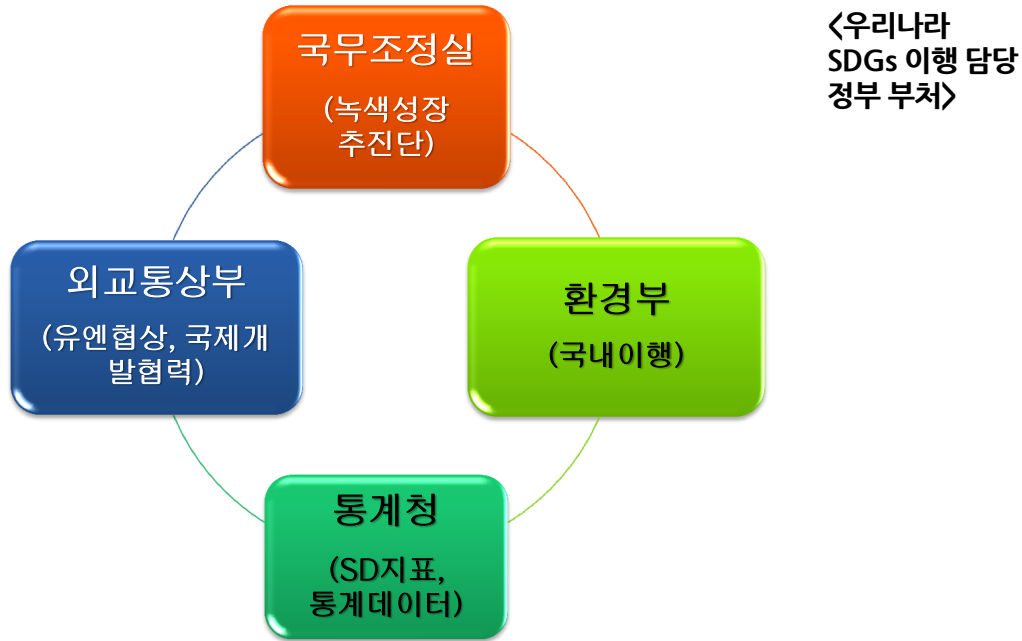 <우리나라
SDGs 이행 담당
정부 부처>
국무조정실
(녹색성장
추진단)
외교통상부
(유엔협상, 국제개
발협력)
환경부
(국내이행)
통계청
(SD지표,
통계데이터)